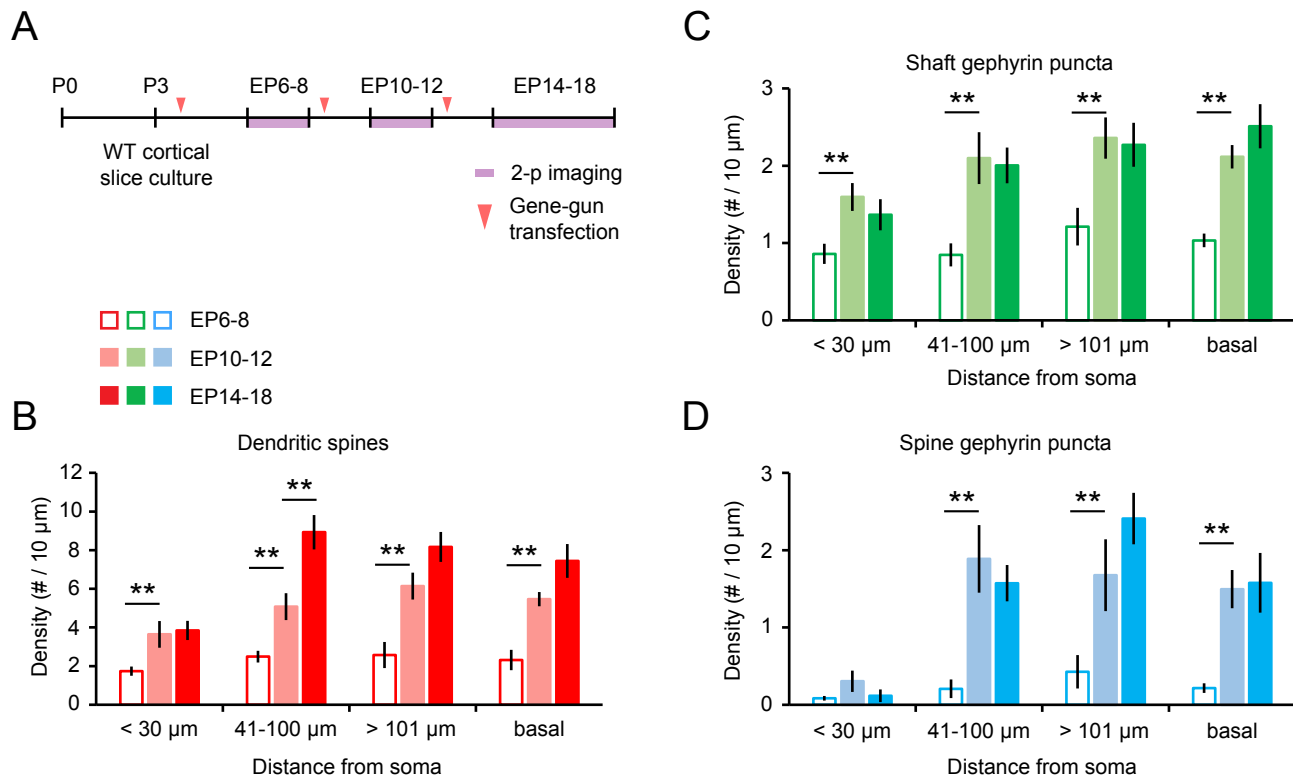 A
P0
P3
EP6-8
EP10-12
EP14-18
WT cortical
slice culture
2-p imaging
Gene-gun
transfection
EP6-8
EP10-12
EP14-18
B
Dendritic spines
Density (# / 10 µm)
12
10
8
6
4
2
0
**
**
**
**
**
< 30 µm
41-100 µm
> 101 µm
basal
Distance from soma
C
Shaft gephyrin puncta
Density (# / 10 µm)
3
2
1
0
**
**
**
**
< 30 µm
41-100 µm
> 101 µm
basal
Distance from soma
D
Spine gephyrin puncta
Density (# / 10 µm)
3
2
1
0
**
**
**
< 30 µm
41-100 µm
> 101 µm
basal
Distance from soma